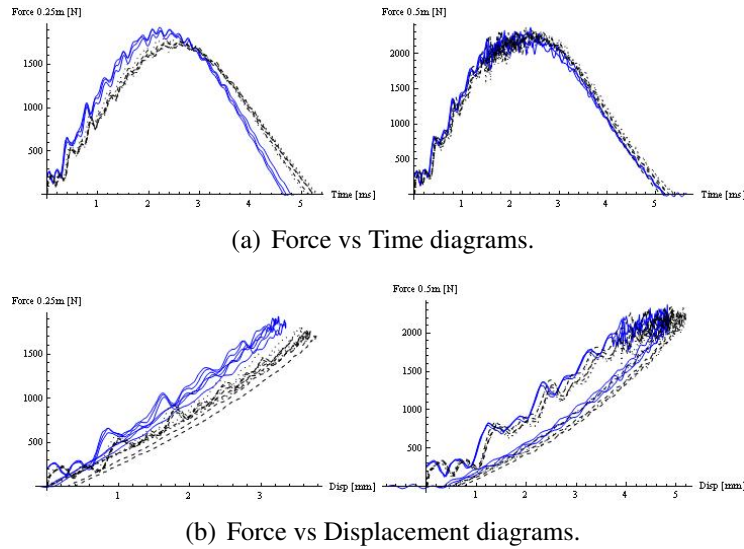 Force 0.25m [N]
1500
1000
500
1 2 3 4 5
Time [ms]
Force 0.5m [N]
2000
1500
1000
500
1 2 3 4 5
Time [ms]
(a) Force vs Time diagrams.
Force 0.25m [N]
1500
1000
500
1 2 3
Disp [mm]
Force 0.5m [N]
2000
1500
1000
500
1 2 3 4 5
Disp [mm]
(b) Force vs Displacement diagrams.